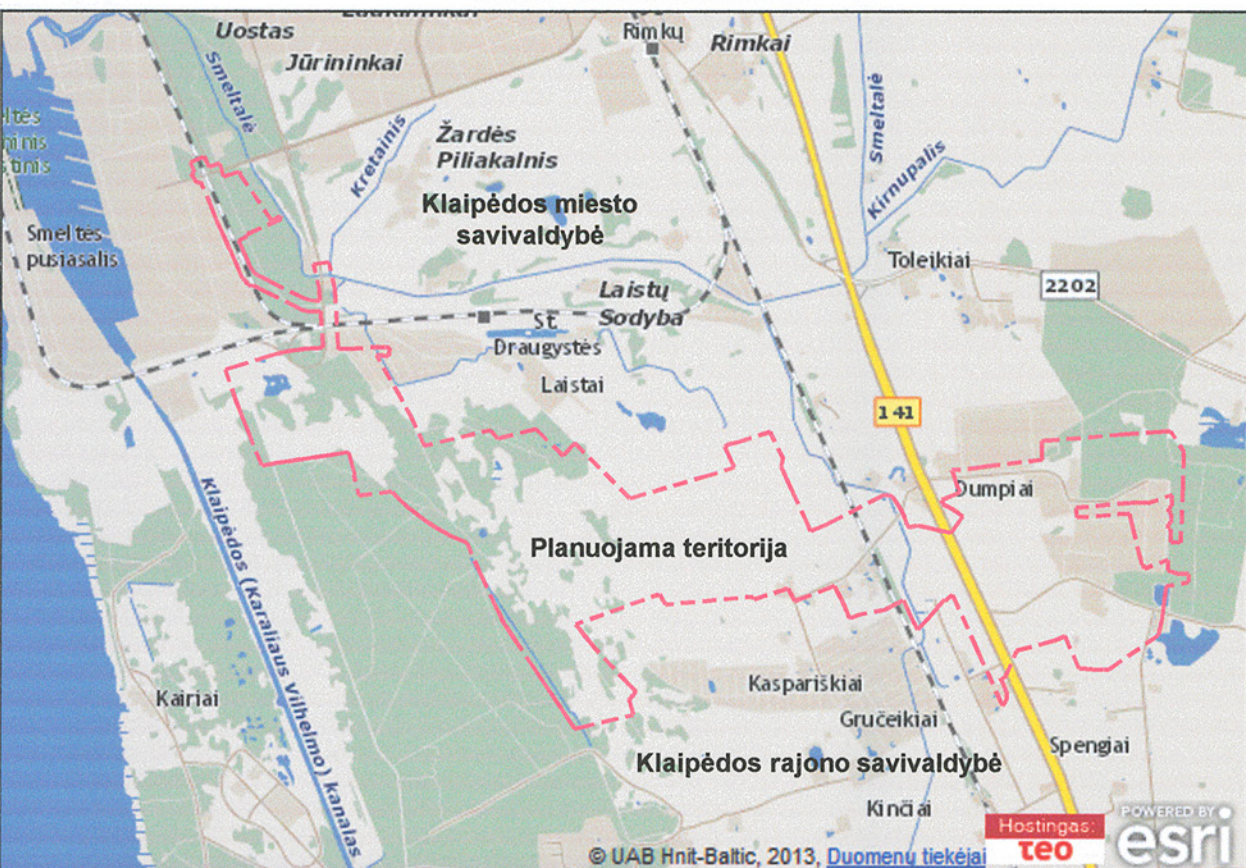 Uostas
Rimkų
Rimkai
Jūrininkai
Smeltalė
Kretainis
Žardės
Piliakalnis
Smeltalė
Kirnupalis
Klaipėdos miesto
savivaldybė
Smeltės
pusiasalis
Toleikiai
2202
Laistų
Sodyba
St
Draugystės
Laistai
141
Dumpiai
Klaipėdos (Karaliaus Vilhelmo) kanalas
Planuojama teritorija
Kairiai
Kaspariškiai
Gručeikiai
Spengiai
Klaipėdos rajono savivaldybė
Kinčiai
POWERED BY
esri
Hostingas:
TEO
© UAB Hnit-Baltic, 2013, Duomenų tiekėjai